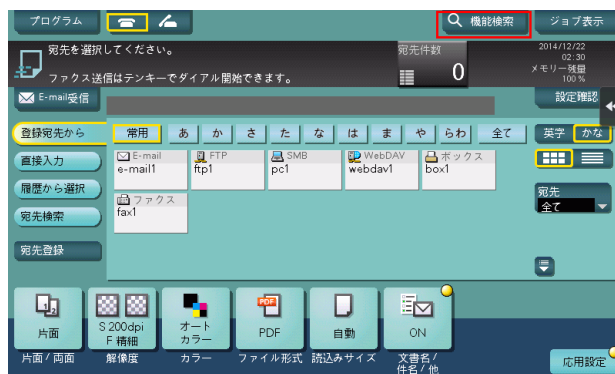 プログラム
機能検索
ジョブ表示
宛先を選択してください。
宛先件数
2014/12/22
02:30
メモリー残量
100 %
ファクス送信はテンキーでダイアル開始できます。
0
E-mail受信
設定確認
登録宛先から
常用 あ か さ た な は ま や らわ 全て
英字 かな
直接入力
E-mail
e-mail1
FTP
ftp1
SMB
pc1
WebDAV
webdav1
ボックス
box1
履歴から選択
ファクス
fax1
宛先
全て
宛先検索
宛先登録
片面
S 200dpi
F 精細
オート
カラー
PDF
PDF
自動
ON
片面 / 両面
解像度
カラー
ファイル形式
読込みサイズ
文書名 /
件名 / 他
応用設定